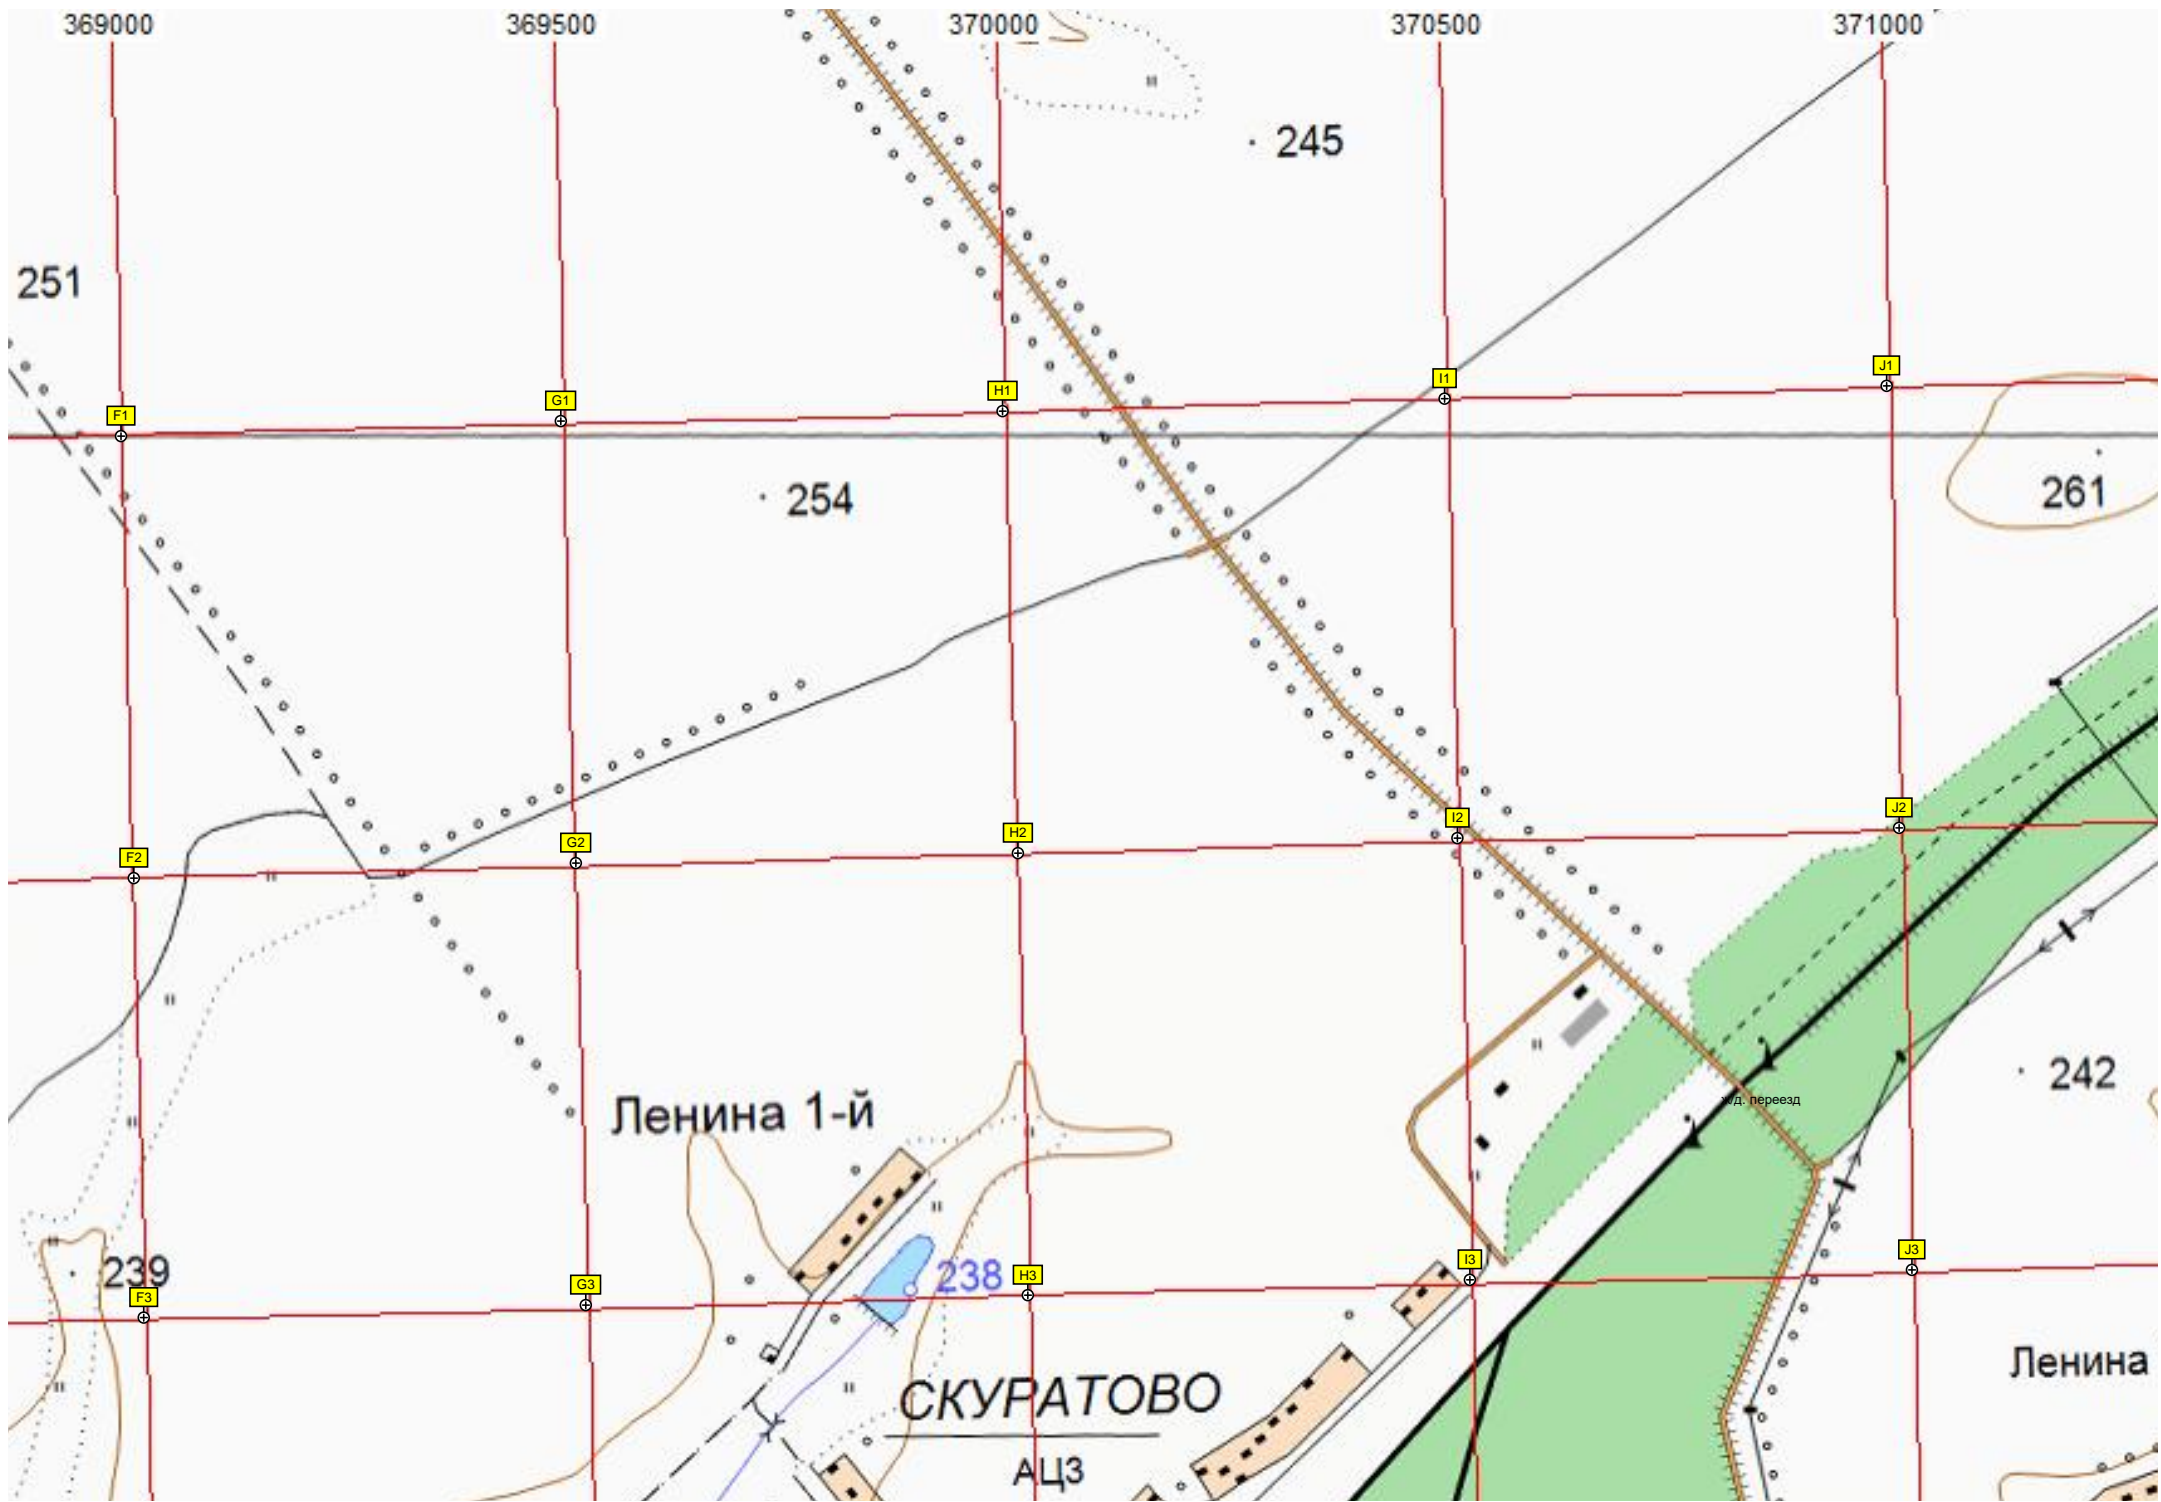 369000 369500 370000 370500 371000
245
251
J1
I1
H1
G1
F1
254
261
I2
J2
H2
G2
F2
ж/д. переезд
242
Ленина 1-й
239
238
J3
I3
H3
G3
F3
Ленина
СКУРАТОВО
АЦЗ